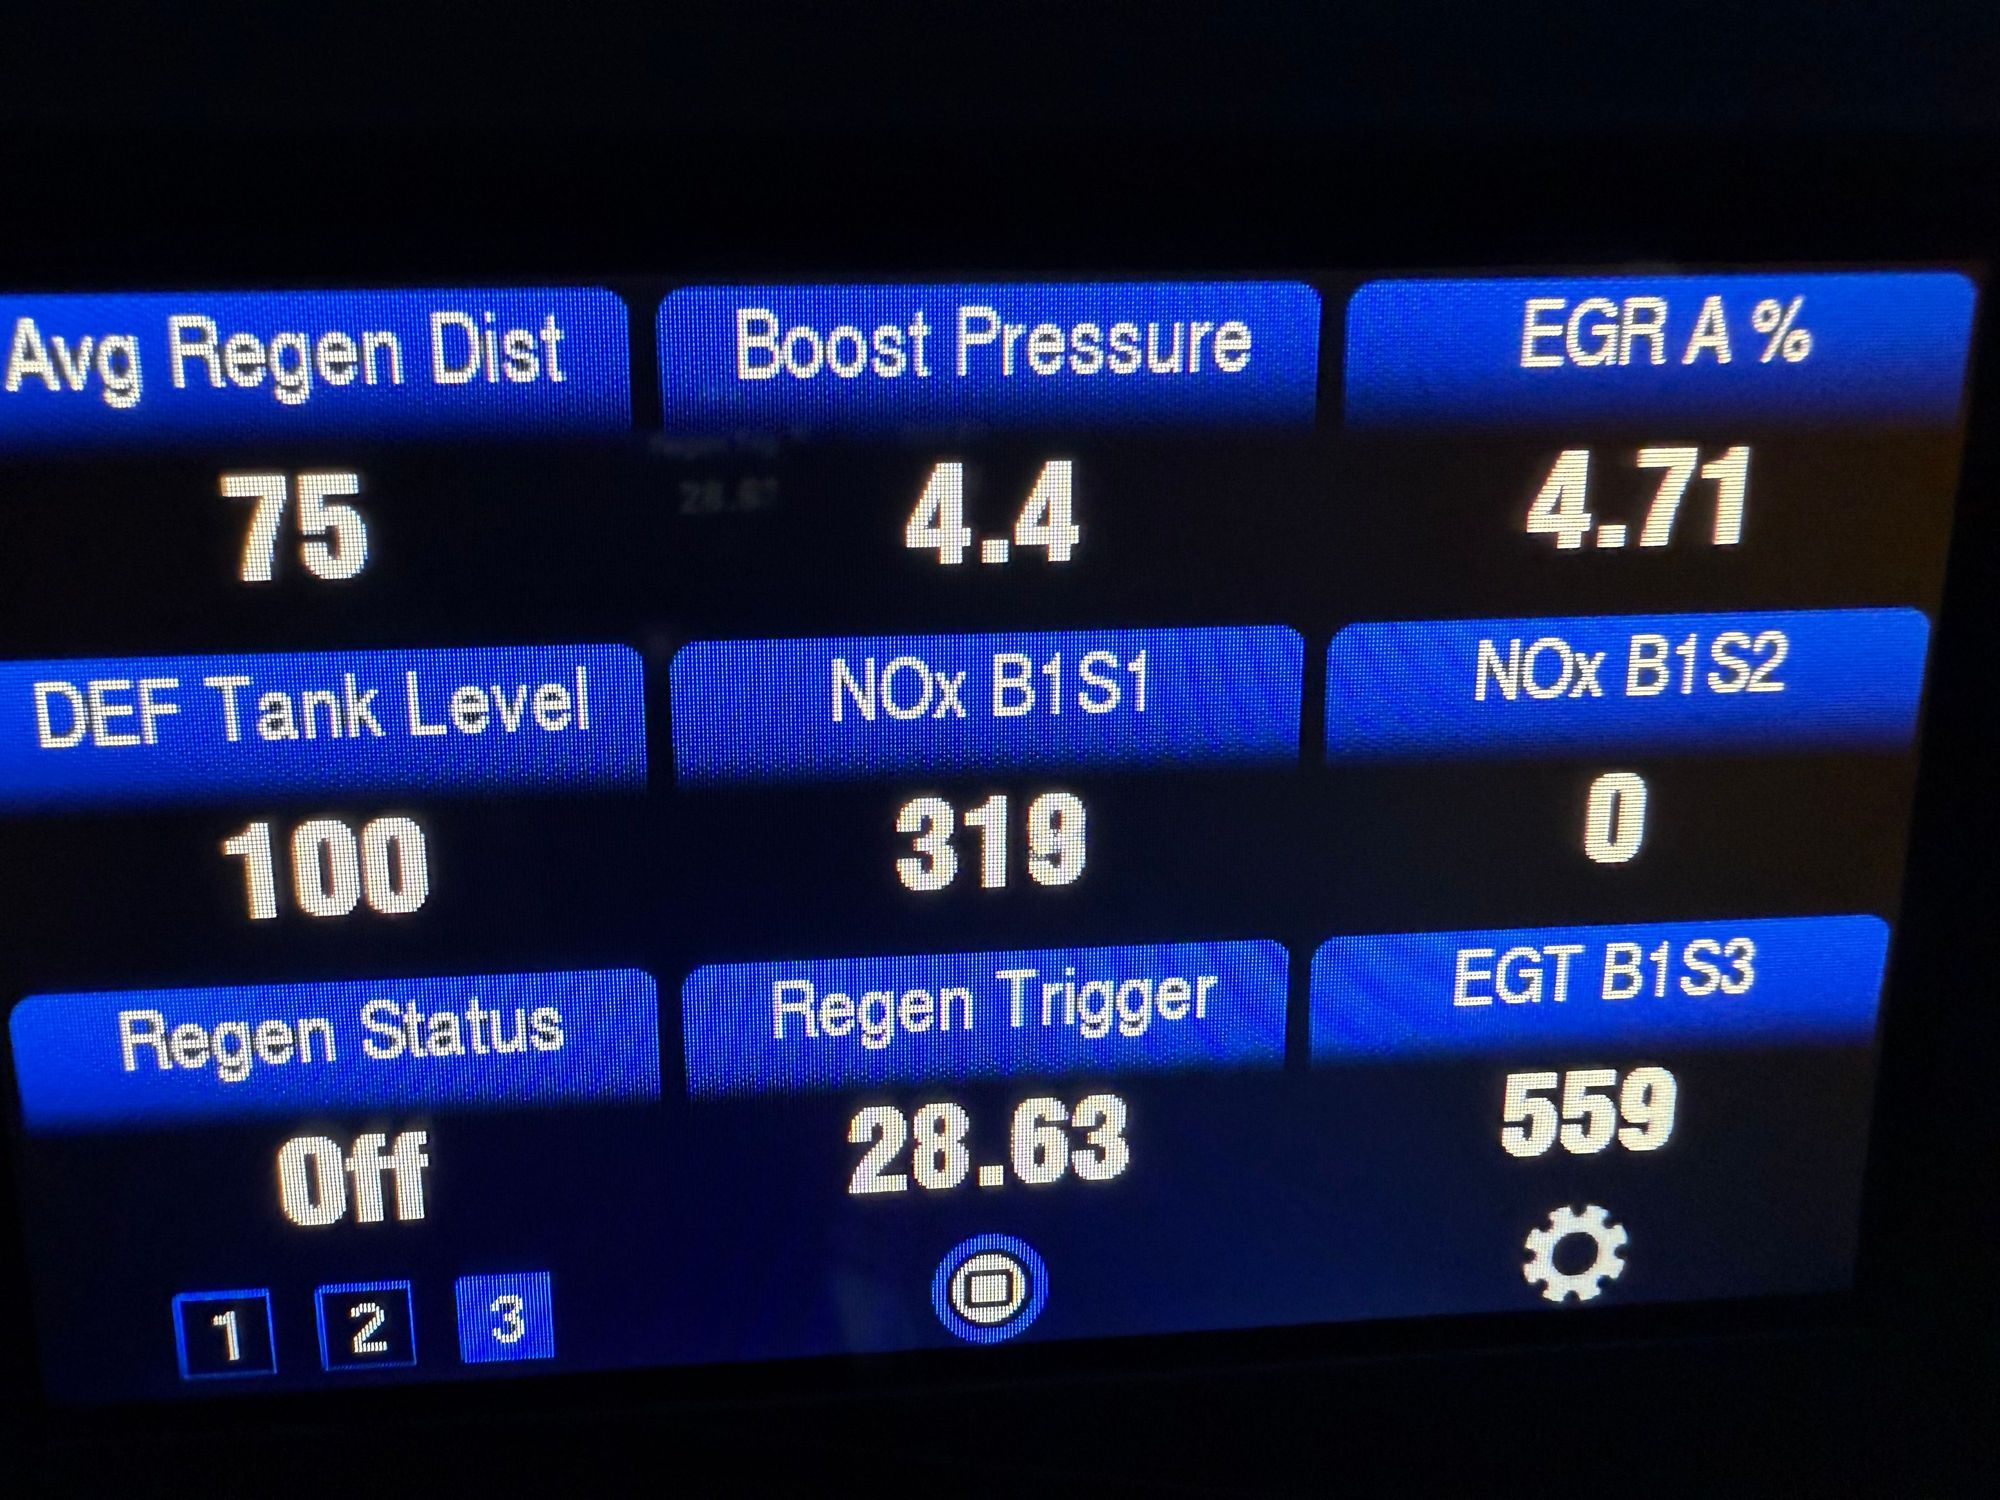 Avg Regen Dist
75
Boost Pressure
4.4
EGR A %
4.71
DEF Tank Level
100
NOx B1S1
319
NOx B1S2
0
Regen Status
Off
Regen Trigger
28.63
EGT B1S3
559
1 2 3